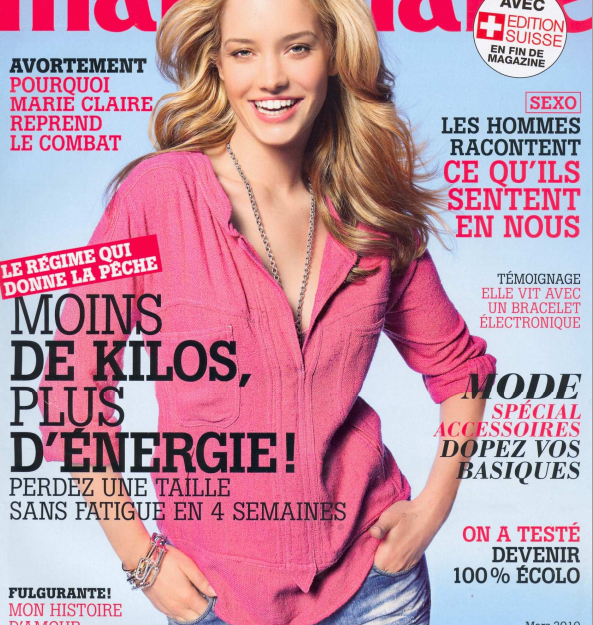 AVEC
EDITION
SUISSE
EN FIN DE
MAGAZINE
AVORTEMENT
POURQUOI
MARIE CLAIRE
REPREND
LE COMBAT
SEXO
LES HOMMES
RACONTENT
CE QU'ILS
SENTENT
EN NOUS
LE RÉGIME QUI
DONNE LA PÊCHE
MOINS
DE KILOS,
PLUS
D'ÉNERGIE!
PERDEZ UNE TAILLE
SANS FATIGUE EN 4 SEMAINES
TÉMOIGNAGE
ELLE VIT AVEC
UN BRACELET
ÉLECTRONIQUE
MODE
SPÉCIAL
ACCESSOIRES
DOPEZ VOS
BASIQUES
ON A TESTÉ
DEVENIR
100% ÉCOLO
FULGURANTE!
MON HISTOIRE
D'AMOUR
Mars 2010